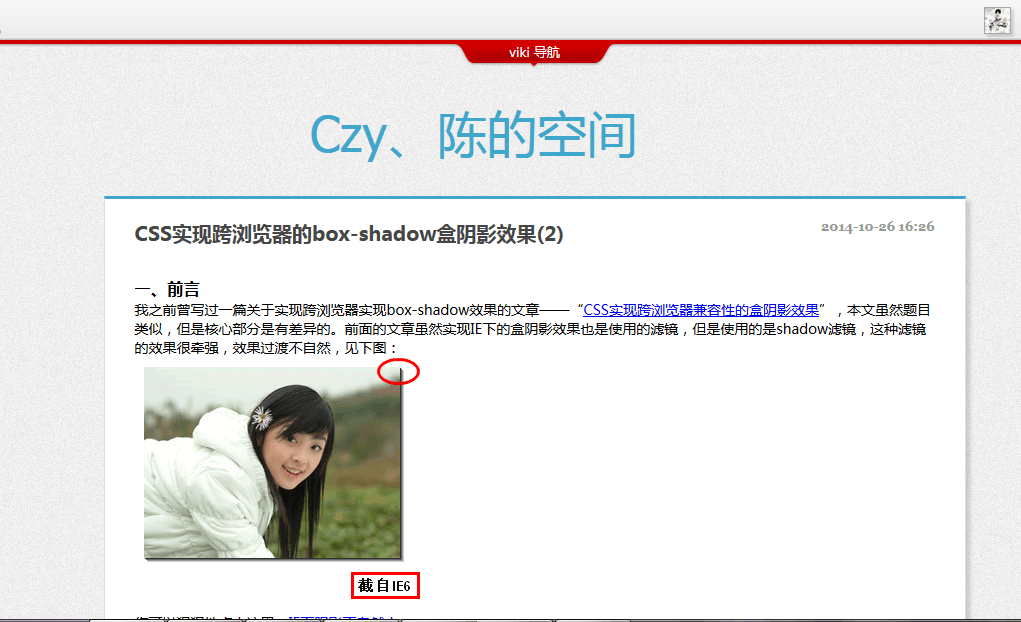 viki 导航
Czy、陈的空间
CSS实现跨浏览器的box-shadow盒阴影效果(2)
2014-10-26 16:26
一、前言
我之前曾写过一篇关于实现跨浏览器实现box-shadow效果的文章——“CSS实现跨浏览器兼容性的盒阴影效果”，本文虽然题目
类似，但是核心部分是有差异的。前面的文章虽然实现IE下的盒阴影效果也是使用的滤镜，但是使用的是shadow滤镜，这种滤镜
的效果很牵强，效果过渡不自然，见下图：
截自IE6